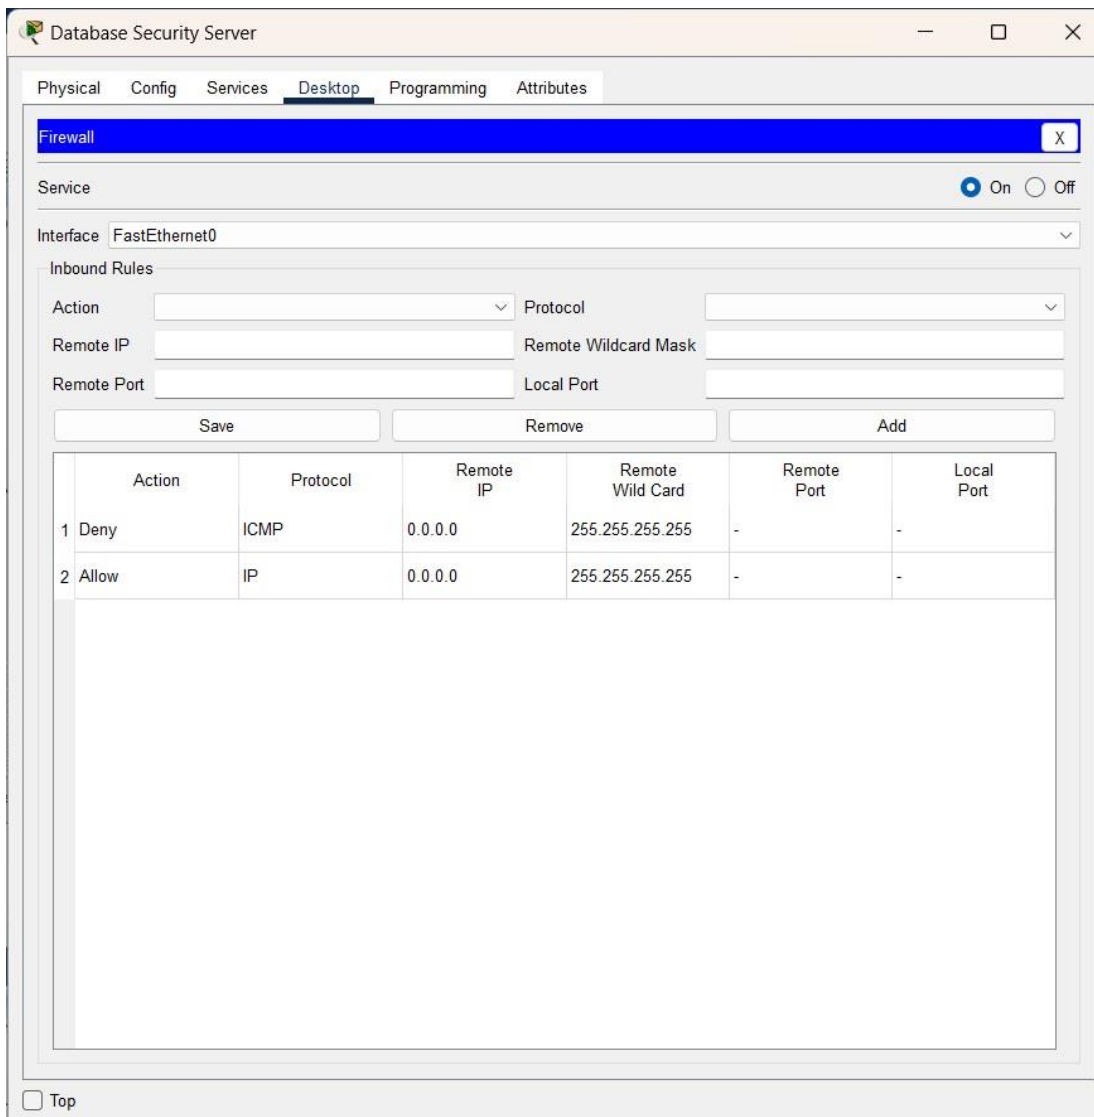 Database Security Server
Physical Config Services Desktop Programming Attributes
Firewall X
Service On Off
Interface FastEthernet0
Inbound Rules
Action Protocol
Remote IP Remote Wildcard Mask
Remote Port Local Port
Save Remove Add
Action Protocol Remote IP Remote Wild Card Remote Port Local Port
1 Deny ICMP 0.0.0.0 255.255.255.255 - -
2 Allow IP 0.0.0.0 255.255.255.255 - -
Top